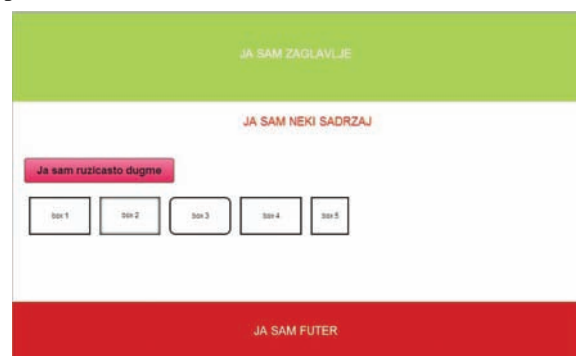 JA SAM ZAGLAVLJE
JA SAM NEKI SADRZAJ
Ja sam ruzicasto dugme
box 1 box 2 box 3 box 4 box 5
JA SAM FUTER